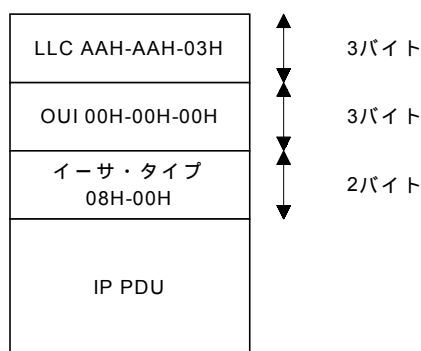 LLC AAH-AAH-03H
3バイト
OUI 00H-00H-00H
3バイト
イーサ・タイプ
08H-00H
2バイト
IP PDU